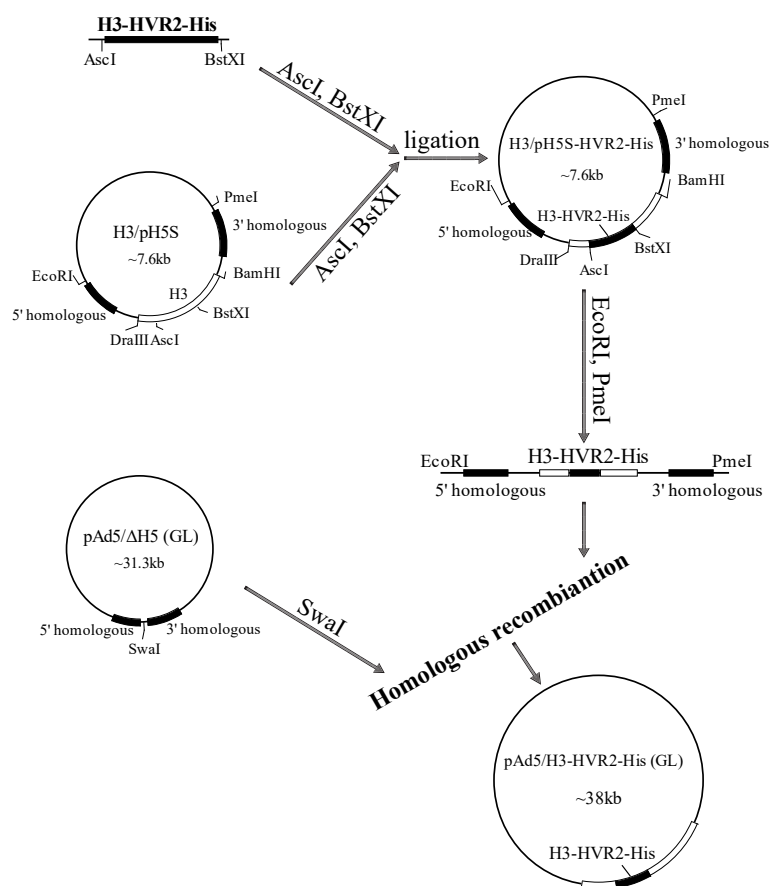 H3-HVR2-His
AscI
BstXI
AscI, BstXI
ligation
AscI, BstXI
PmeI
3' homologous
H3/pH5S
~7.6kb
BamHI
EcoRI
H3
BstXI
5' homologous
DraIII
AscI
PmeI
H3/pH5S-HVR2-His
3' homologous
~7.6kb
BamHI
EcoRI
H3-HVR2-His
5' homologous
BstXI
DraIII
AscI
EcoRI, PmeI
EcoRI
H3-HVR2-His
PmeI
5' homologous
3' homologous
pAd5/ΔH5 (GL)
~31.3kb
5' homologous
3' homologous
SwaI
SwaI
Homologous recombiantion
pAd5/H3-HVR2-His (GL)
~38kb
H3-HVR2-His